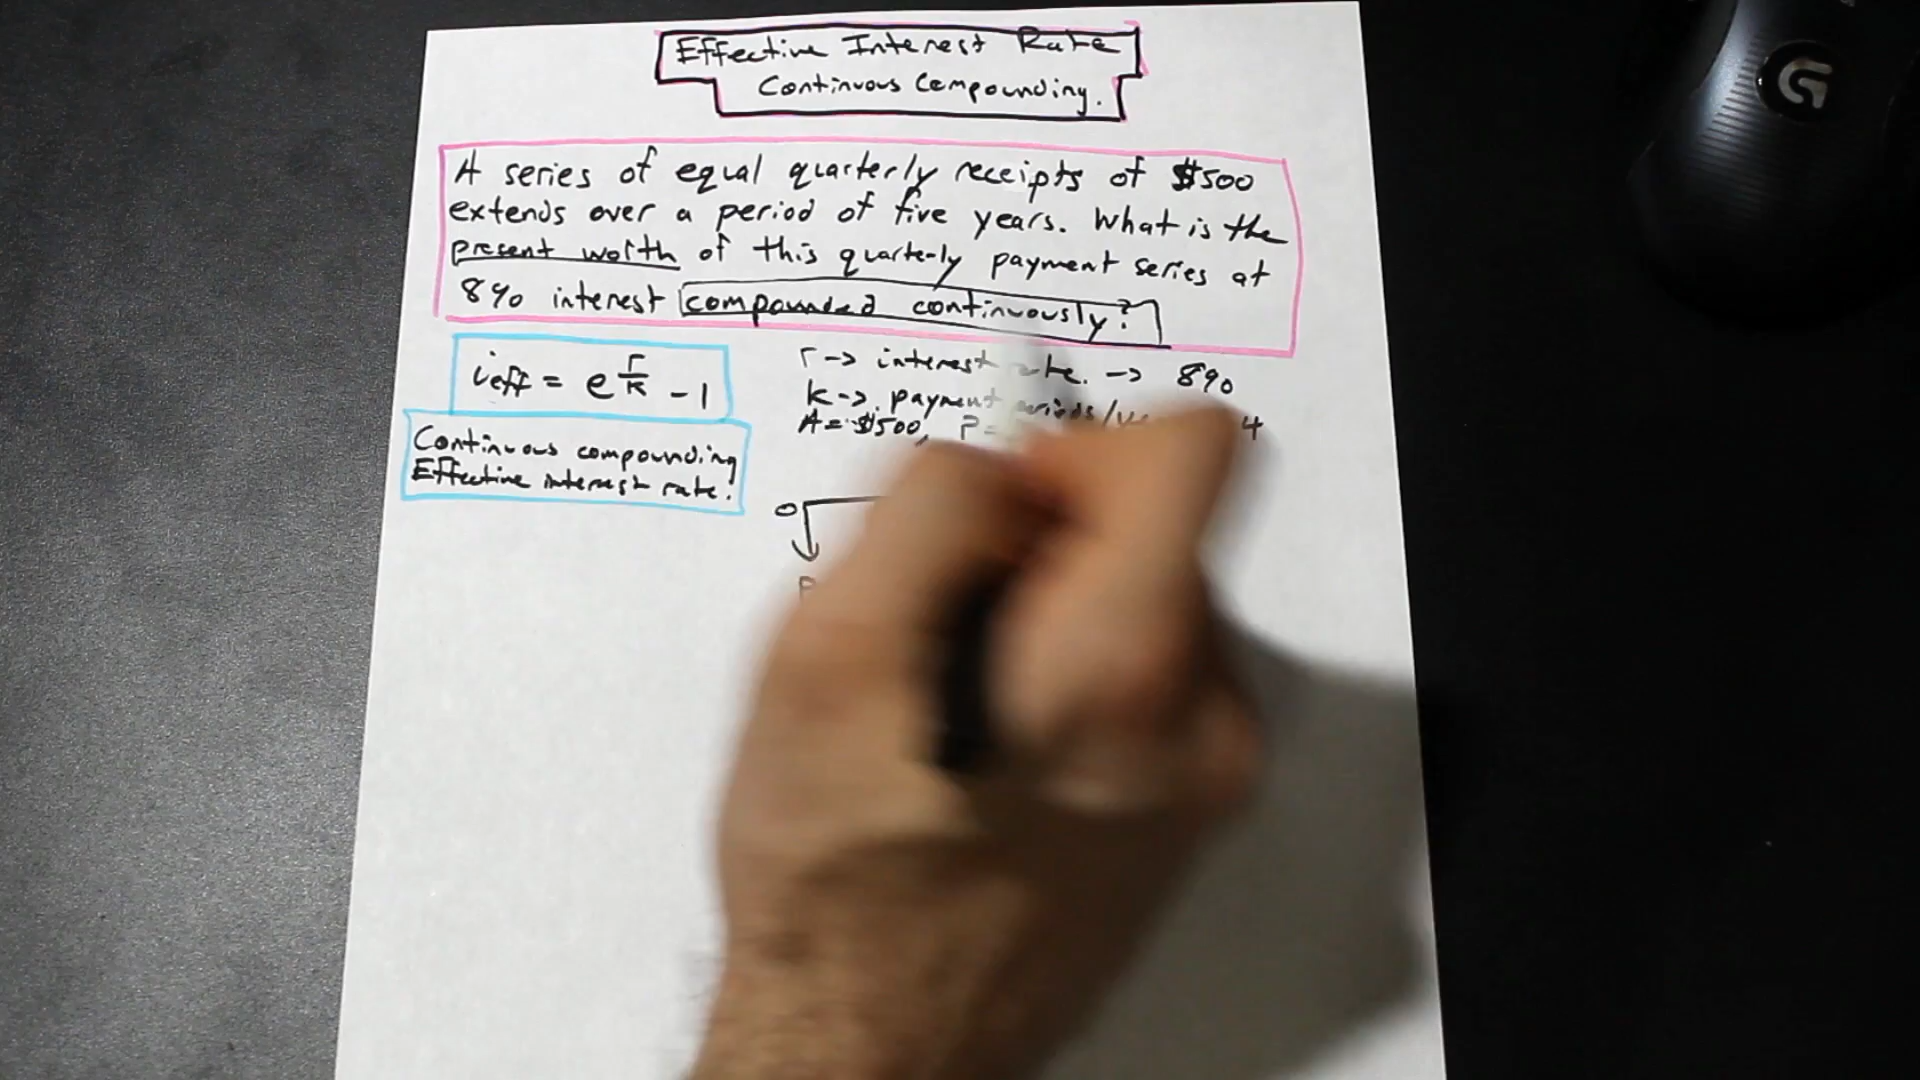 Effective Interest Rate
Continuous Compounding.
A series of equal quarterly receipts of $500
extends over a period of five years. What is the
present worth of this quarterly payment series at
8% interest compounded continuously?
ieff = e^(r/k) - 1
Continuous compounding
Effective interest rate.
r -> interest -> 8%
k -> payment 4
A = $500, P =
0
P
G